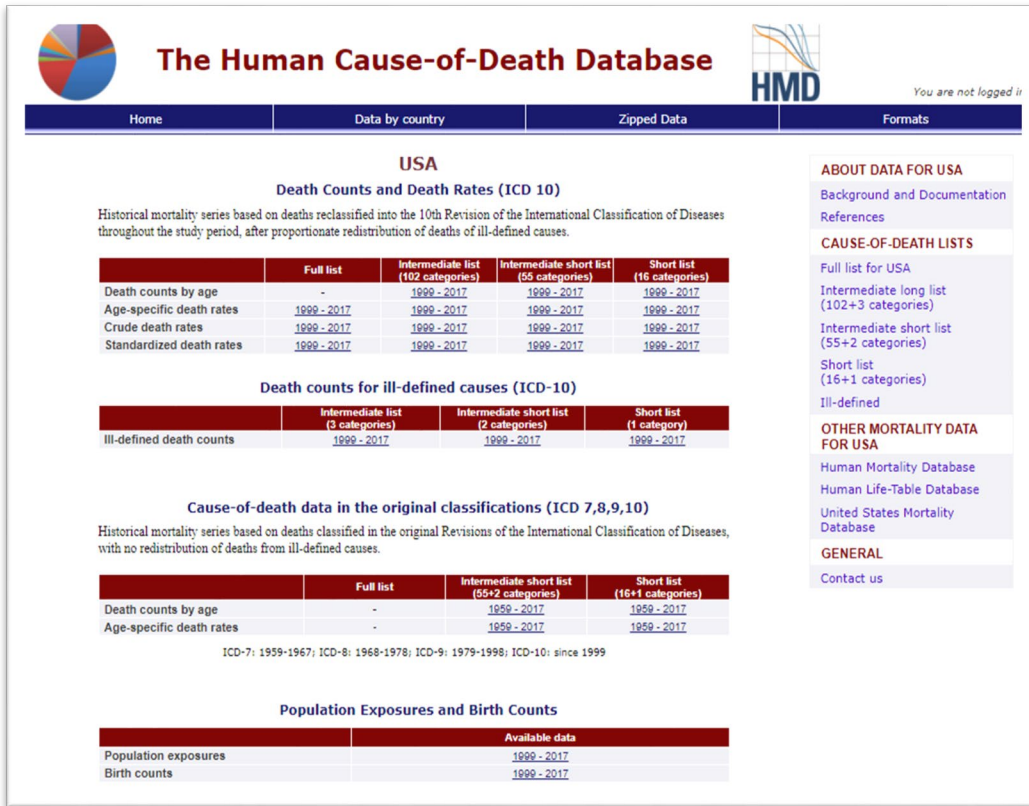 The Human Cause-of-Death Database
HMD
You are not logged in
Home Data by country Zipped Data Formats
USA
Death Counts and Death Rates (ICD 10)
Historical mortality series based on deaths reclassified into the 10th Revision of the International Classification of Diseases
throughout the study period, after proportionate redistribution of deaths of ill-defined causes.
Full list Intermediate list (102 categories) Intermediate short list (55 categories) Short list (16 categories)
Death counts by age - 1999 - 2017 1999 - 2017 1999 - 2017
Age-specific death rates 1999 - 2017 1999 - 2017 1999 - 2017 1999 - 2017
Crude death rates 1999 - 2017 1999 - 2017 1999 - 2017 1999 - 2017
Standardized death rates 1999 - 2017 1999 - 2017 1999 - 2017 1999 - 2017
Death counts for ill-defined causes (ICD-10)
Intermediate list (3 categories) Intermediate short list (2 categories) Short list (1 category)
Ill-defined death counts 1999 - 2017 1999 - 2017 1999 - 2017
Cause-of-death data in the original classifications (ICD 7,8,9,10)
Historical mortality series based on deaths classified in the original Revisions of the International Classification of Diseases,
with no redistribution of deaths from ill-defined causes.
Full list Intermediate short list (55+2 categories) Short list (16+1 categories)
Death counts by age - 1959 - 2017 1959 - 2017
Age-specific death rates - 1959 - 2017 1959 - 2017
ICD-7: 1959-1967; ICD-8: 1968-1978; ICD-9: 1979-1998; ICD-10: since 1999
Population Exposures and Birth Counts
Available data
Population exposures 1999 - 2017
Birth counts 1999 - 2017
ABOUT DATA FOR USA
Background and Documentation
References
CAUSE-OF-DEATH LISTS
Full list for USA
Intermediate long list
(102+3 categories)
Intermediate short list
(55+2 categories)
Short list
(16+1 categories)
Ill-defined
OTHER MORTALITY DATA
FOR USA
Human Mortality Database
Human Life-Table Database
United States Mortality
Database
GENERAL
Contact us